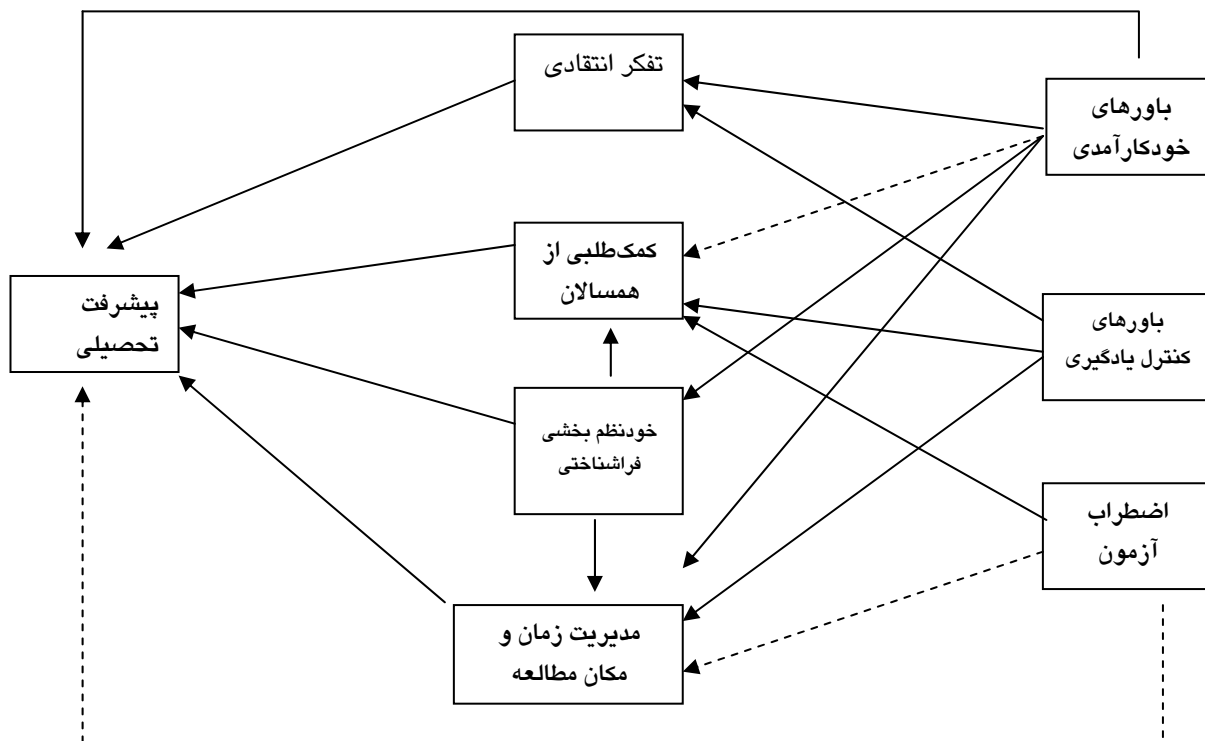 تفکر انتقادی
باورهای
خودکارآمدی
کمک‌طلبی از
همسالان
پیشرفت
تحصیلی
باورهای
کنترل یادگیری
خودنظم بخشی
فراشناختی
اضطراب
آزمون
مدیریت زمان و
مکان مطالعه